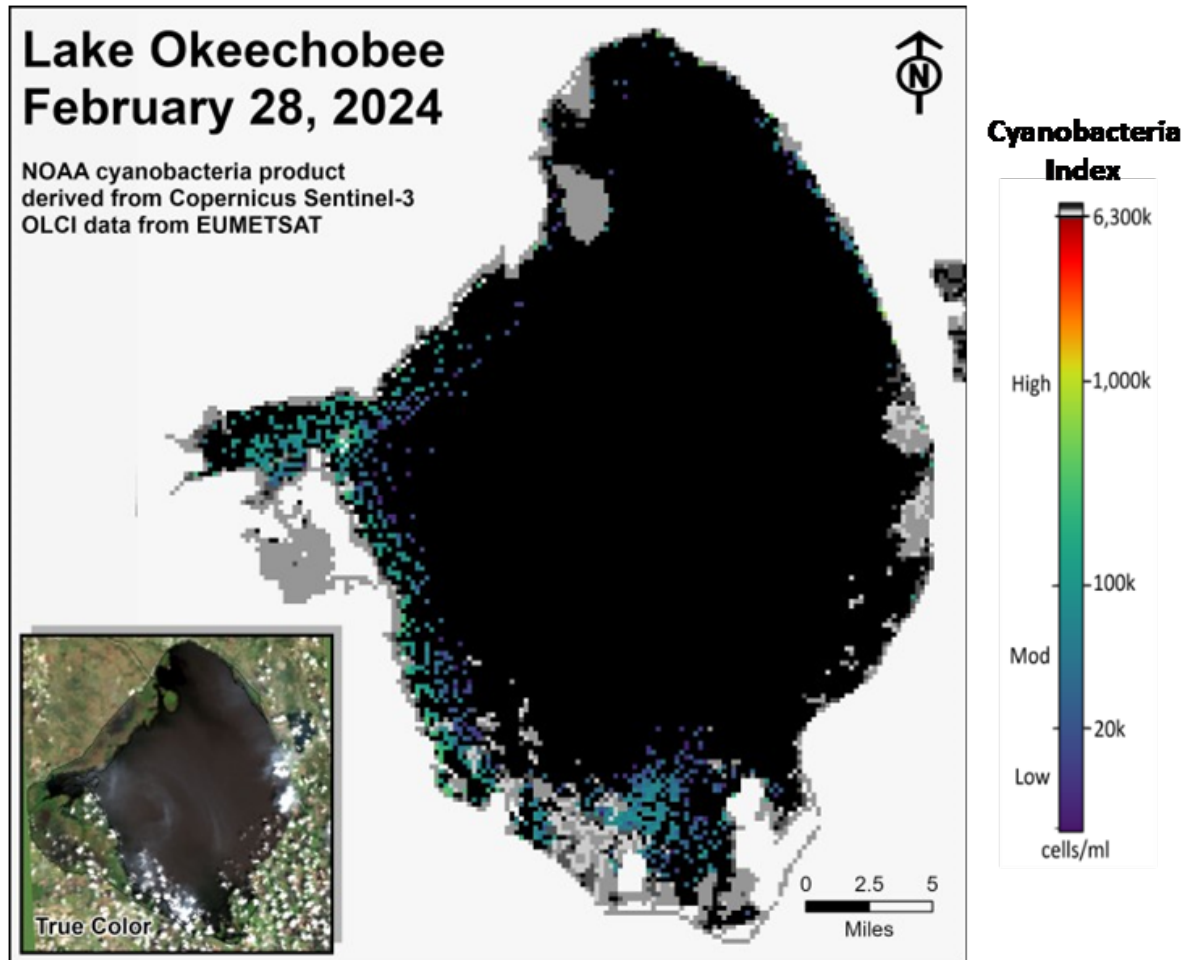 Lake Okeechobee
February 28, 2024
NOAA cyanobacteria product
derived from Copernicus Sentinel-3
OLCI data from EUMETSAT
N
Cyanobacteria
Index
6,300k
High
1,000k
100k
Mod
20k
Low
cells/ml
True Color
0 2.5 5
Miles